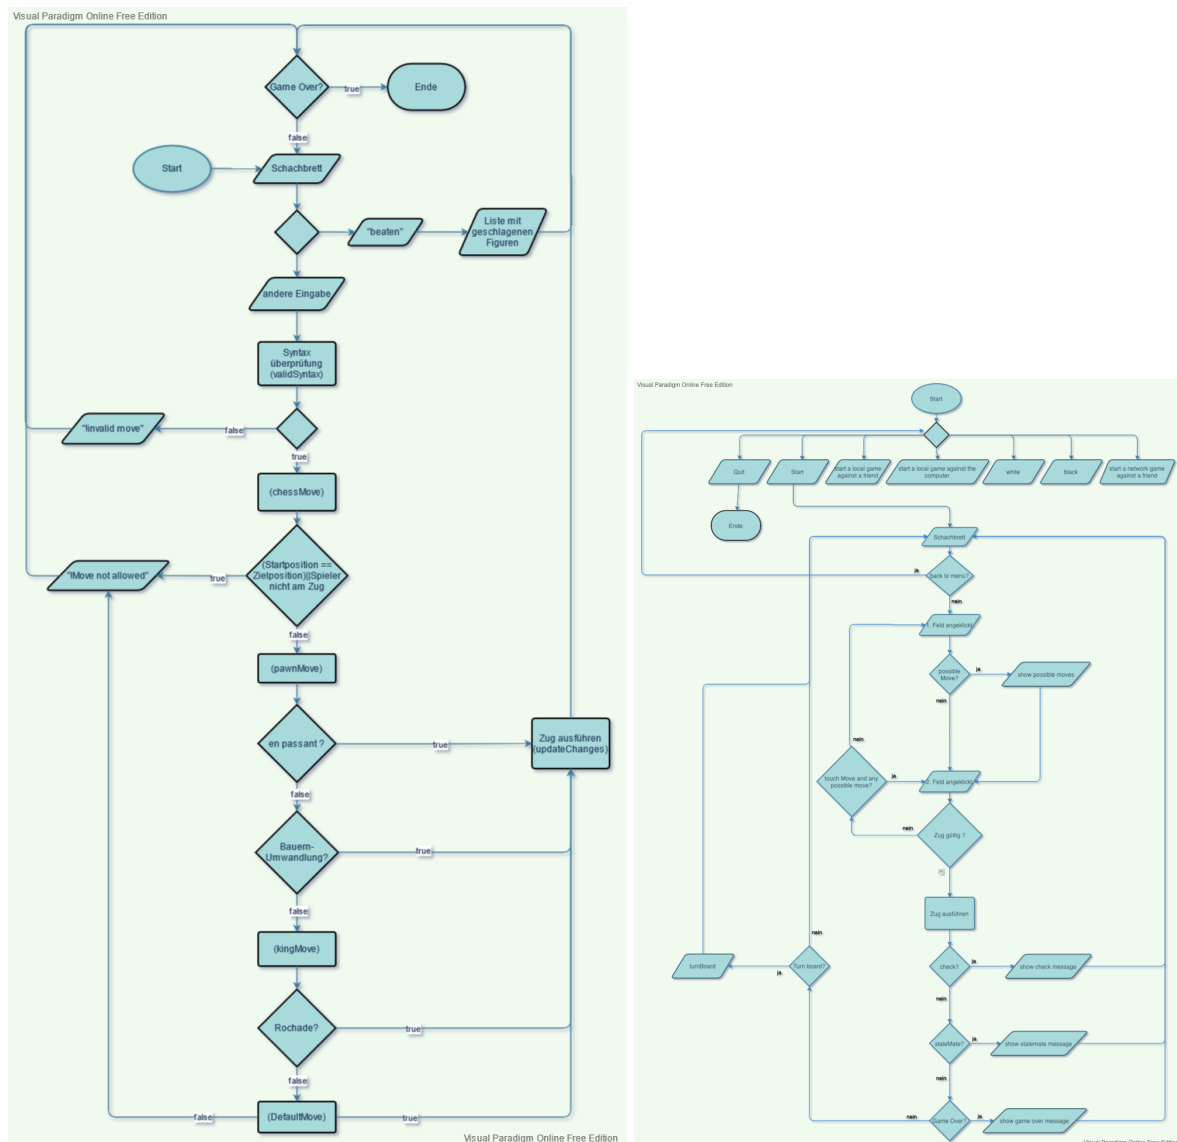 Visual Paradigm Online Free Edition
Game Over?
true
Ende
false
Start
Schachbrett
"beaten"
Liste mit
geschlagenen
Figuren
andere Eingabe
Syntax
überprüfung
(validSyntax)
"!invalid move"
false
true
(chessMove)
"!Move not allowed"
true
(Startposition ==
Zielposition)||Spieler
nicht am Zug
false
(pawnMove)
en passant ?
true
Zug ausführen
(updateChanges)
false
Bauern-
Umwandlung?
true
false
(kingMove)
Rochade?
true
false
false
(DefaultMove)
true
Visual Paradigm Online Free Edition
Visual Paradigm Online Free Edition
Start
Quit
Start
start a local game
against a friend
start a local game against the
computer
white
black
start a network game
against a friend
Ende
Schachbrett
ja
back to menu?
nein
1. Feld angeklickt
possible
Move?
ja
show possible moves
nein
nein
touch Move and any
possible move?
ja
2. Feld angeklickt
nein
Zug gültig ?
Zug ausführen
nein
turnBoard
ja
Turn board?
check?
ja
show check message
nein
staleMate?
ja
show stalemate message
nein
nein
Game Over?
ja
show game over message